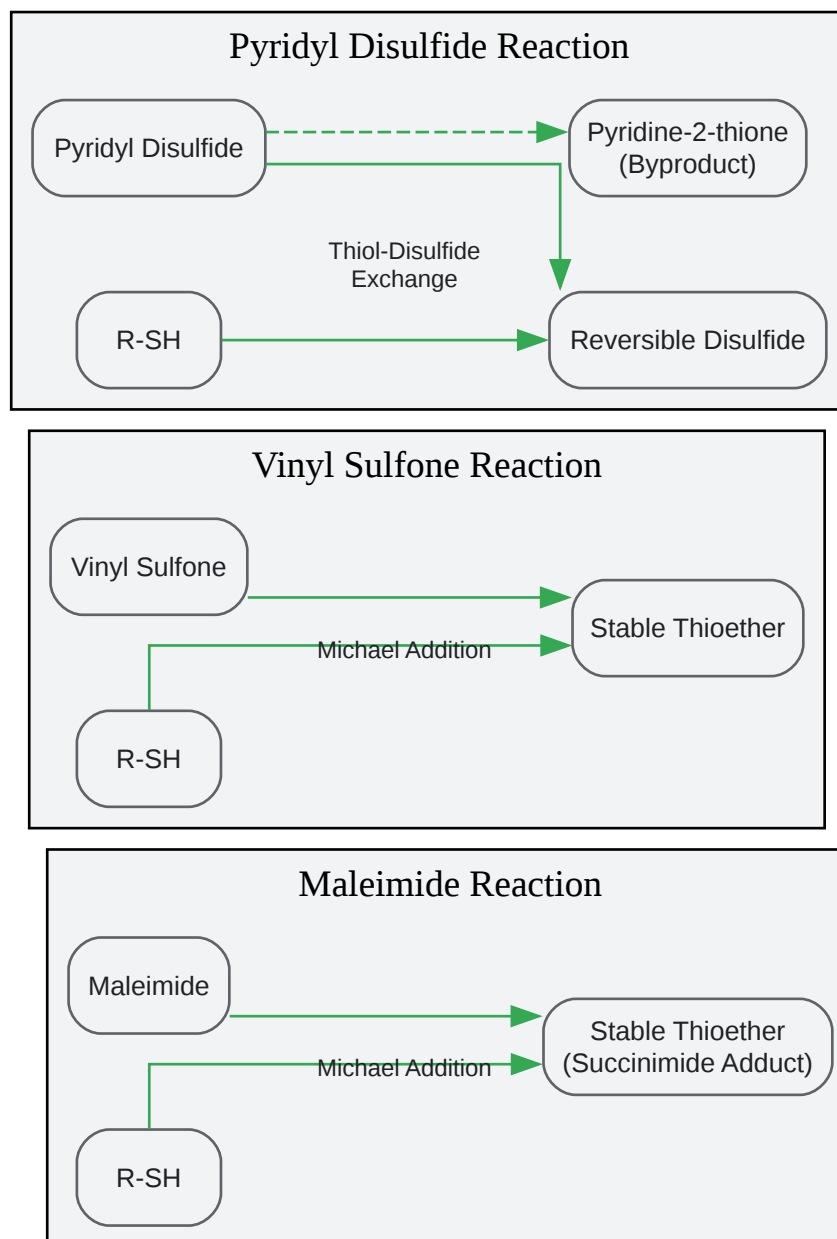 Pyridyl Disulfide Reaction
Pyridyl Disulfide
Pyridine-2-thione
(Byproduct)
Thiol-Disulfide
Exchange
R-SH
Reversible Disulfide
Vinyl Sulfone Reaction
Vinyl Sulfone
Stable Thioether
Michael Addition
R-SH
Maleimide Reaction
Maleimide
Stable Thioether
(Succinimide Adduct)
Michael Addition
R-SH